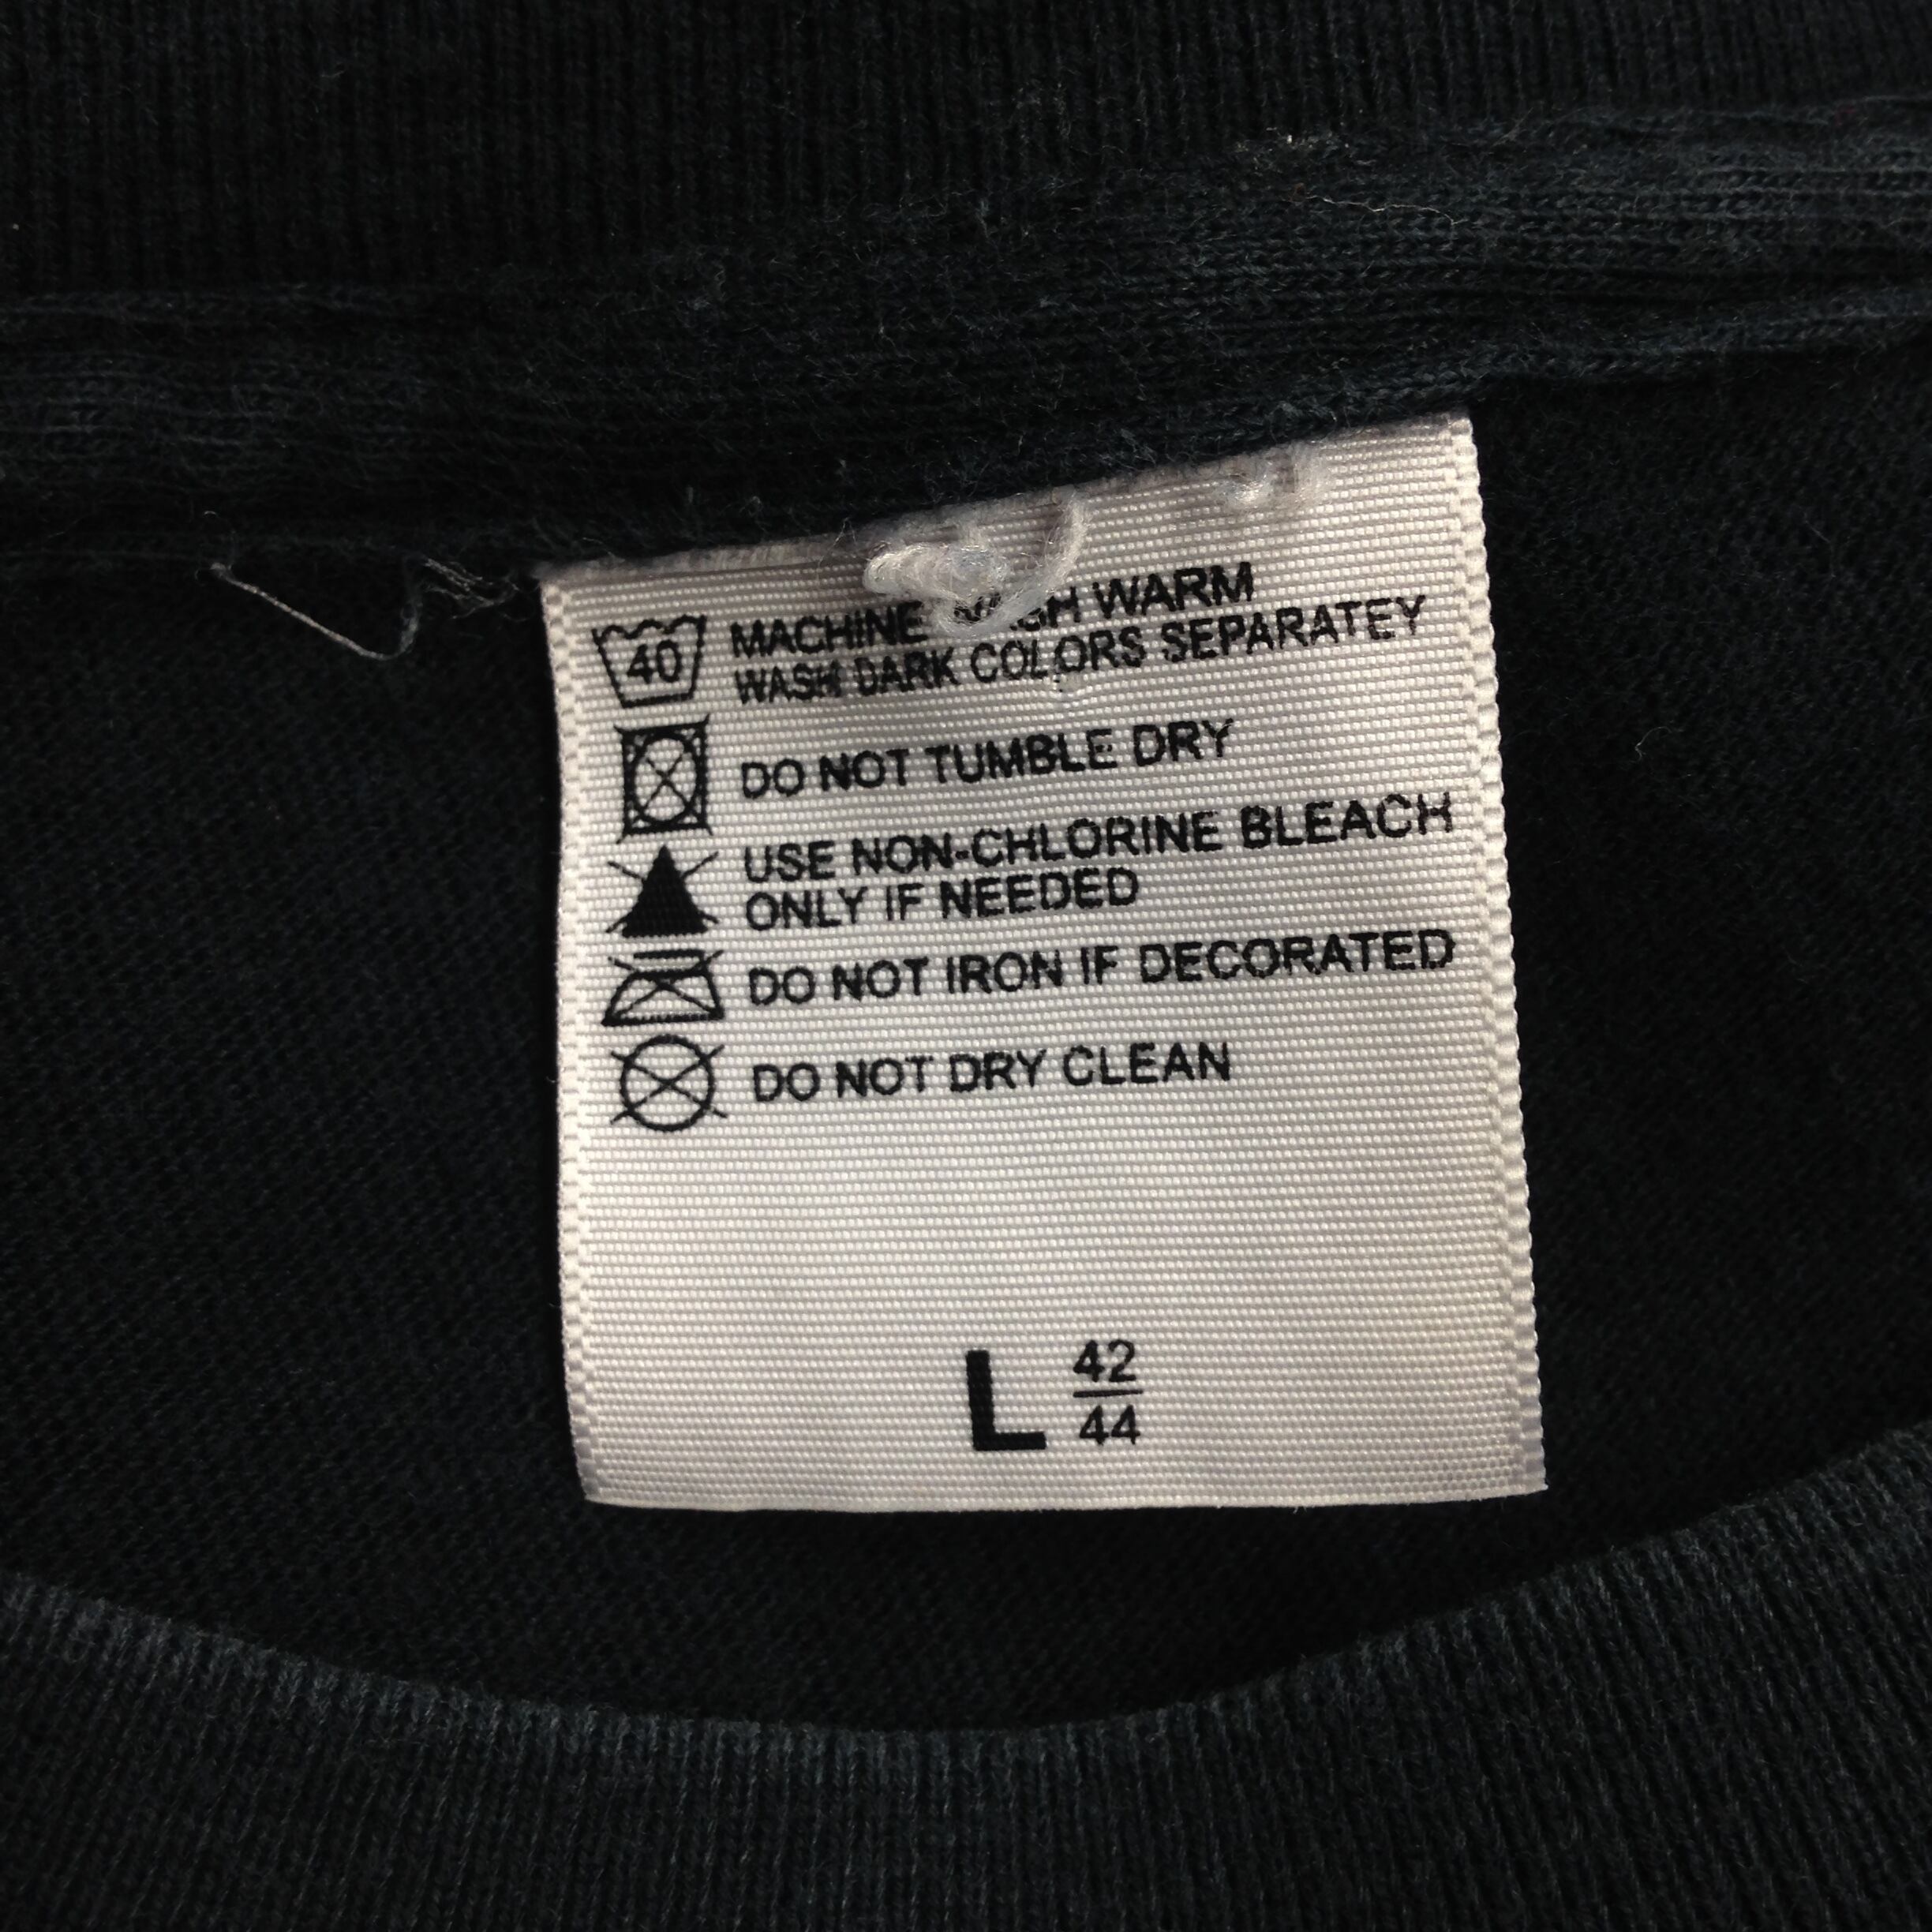 40 MACHINE WASH WARM
WASH DARK COLORS SEPARATEY
DO NOT TUMBLE DRY
USE NON-CHLORINE BLEACH
ONLY IF NEEDED
DO NOT IRON IF DECORATED
DO NOT DRY CLEAN
L 42
44